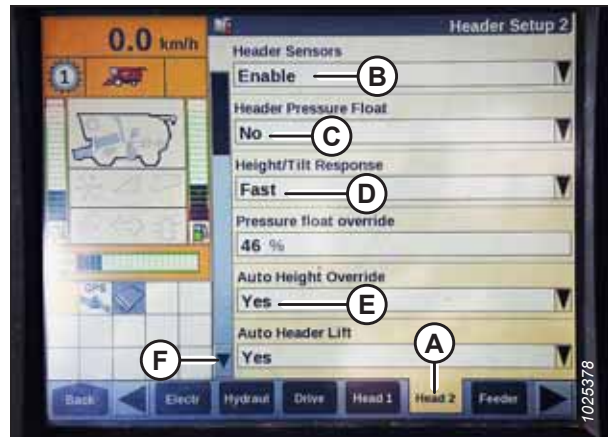 Header Setup 2
0.0 km/h
1
Header Sensors
Enable
B
Header Pressure Float
No
C
Height/Tilt Response
Fast
D
Pressure float override
46 %
Auto Height Override
Yes
E
Auto Header Lift
Yes
A
F
GPS
Back
Electr
Hydraul
Drive
Head 1
Head 2
Feeder
1025378